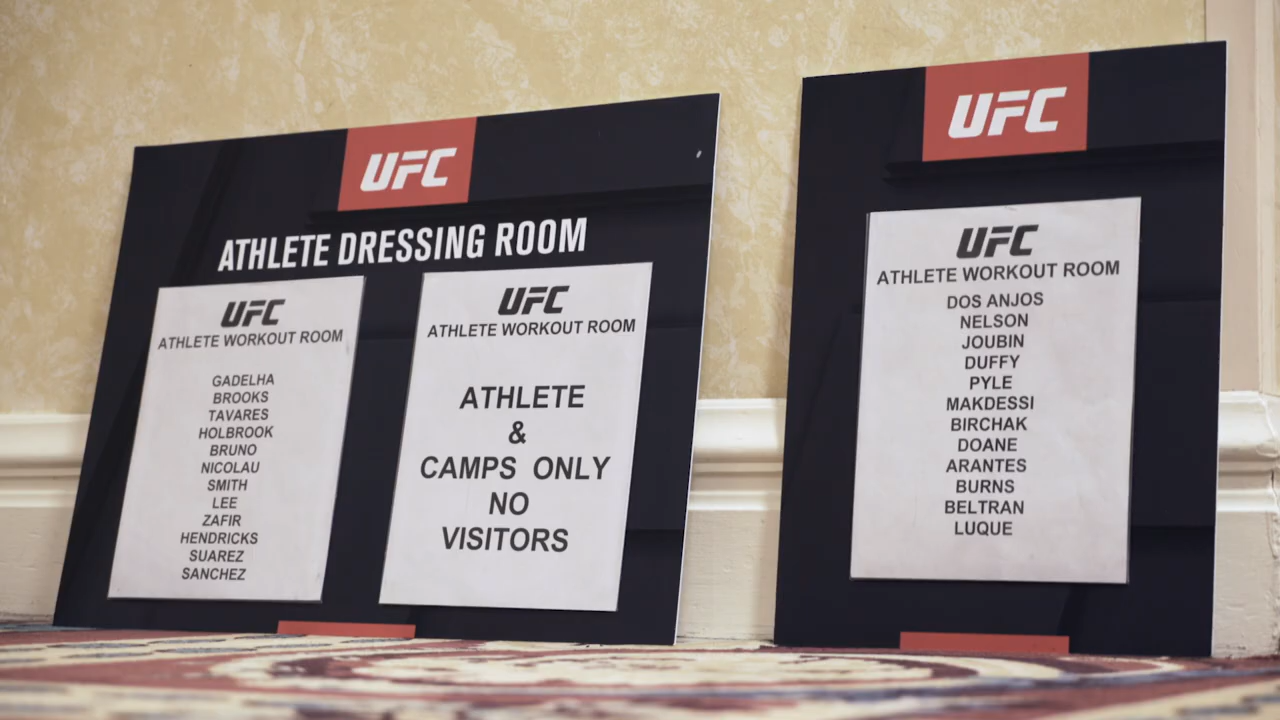 UFC
ATHLETE DRESSING ROOM
UFC
ATHLETE WORKOUT ROOM
GADELHA
BROOKS
TAVARES
HOLBROOK
BRUNO
NICOLAU
SMITH
LEE
ZAFIR
HENDRICKS
SUAREZ
SANCHEZ
UFC
ATHLETE WORKOUT ROOM
ATHLETE
&
CAMPS ONLY
NO
VISITORS
UFC
UFC
ATHLETE WORKOUT ROOM
DOS ANJOS
NELSON
JOUBIN
DUFFY
PYLE
MAKDESSI
BIRCHAK
DOANE
ARANTES
BURNS
BELTRAN
LUQUE